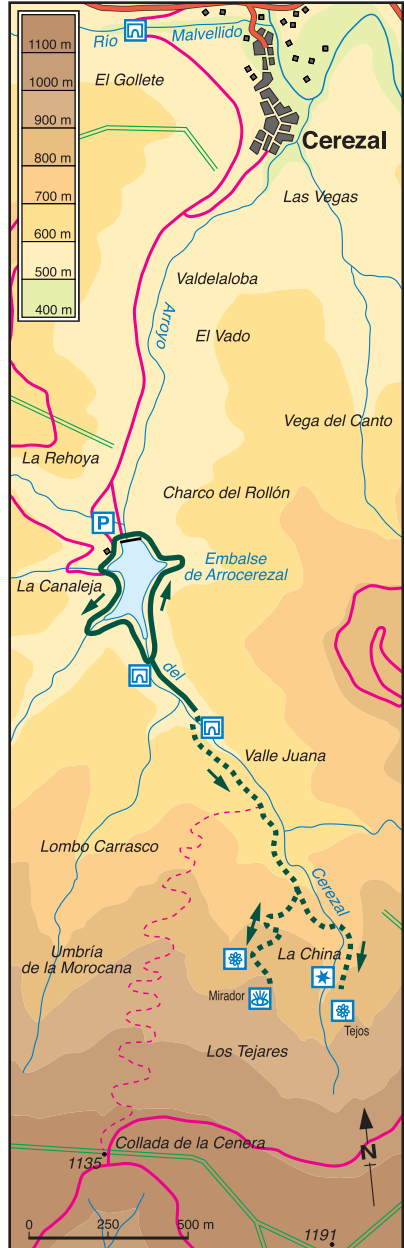 1100 m
1000 m
900 m
800 m
700 m
600 m
500 m
400 m
Río Malvellido
El Gollete
Cerezal
Las Vegas
Valdelaloba
Arroyo
El Vado
Vega del Canto
La Rehoya
Charco del Rollón
P
Embalse
de Arrocerezal
La Canaleja
del
Valle Juana
Lombo Carrasco
Cerezal
Umbría
de la Morocana
La China
Mirador
Tejos
Los Tejares
Collada de la Cenera
1135
N
0 250 500 m
1191